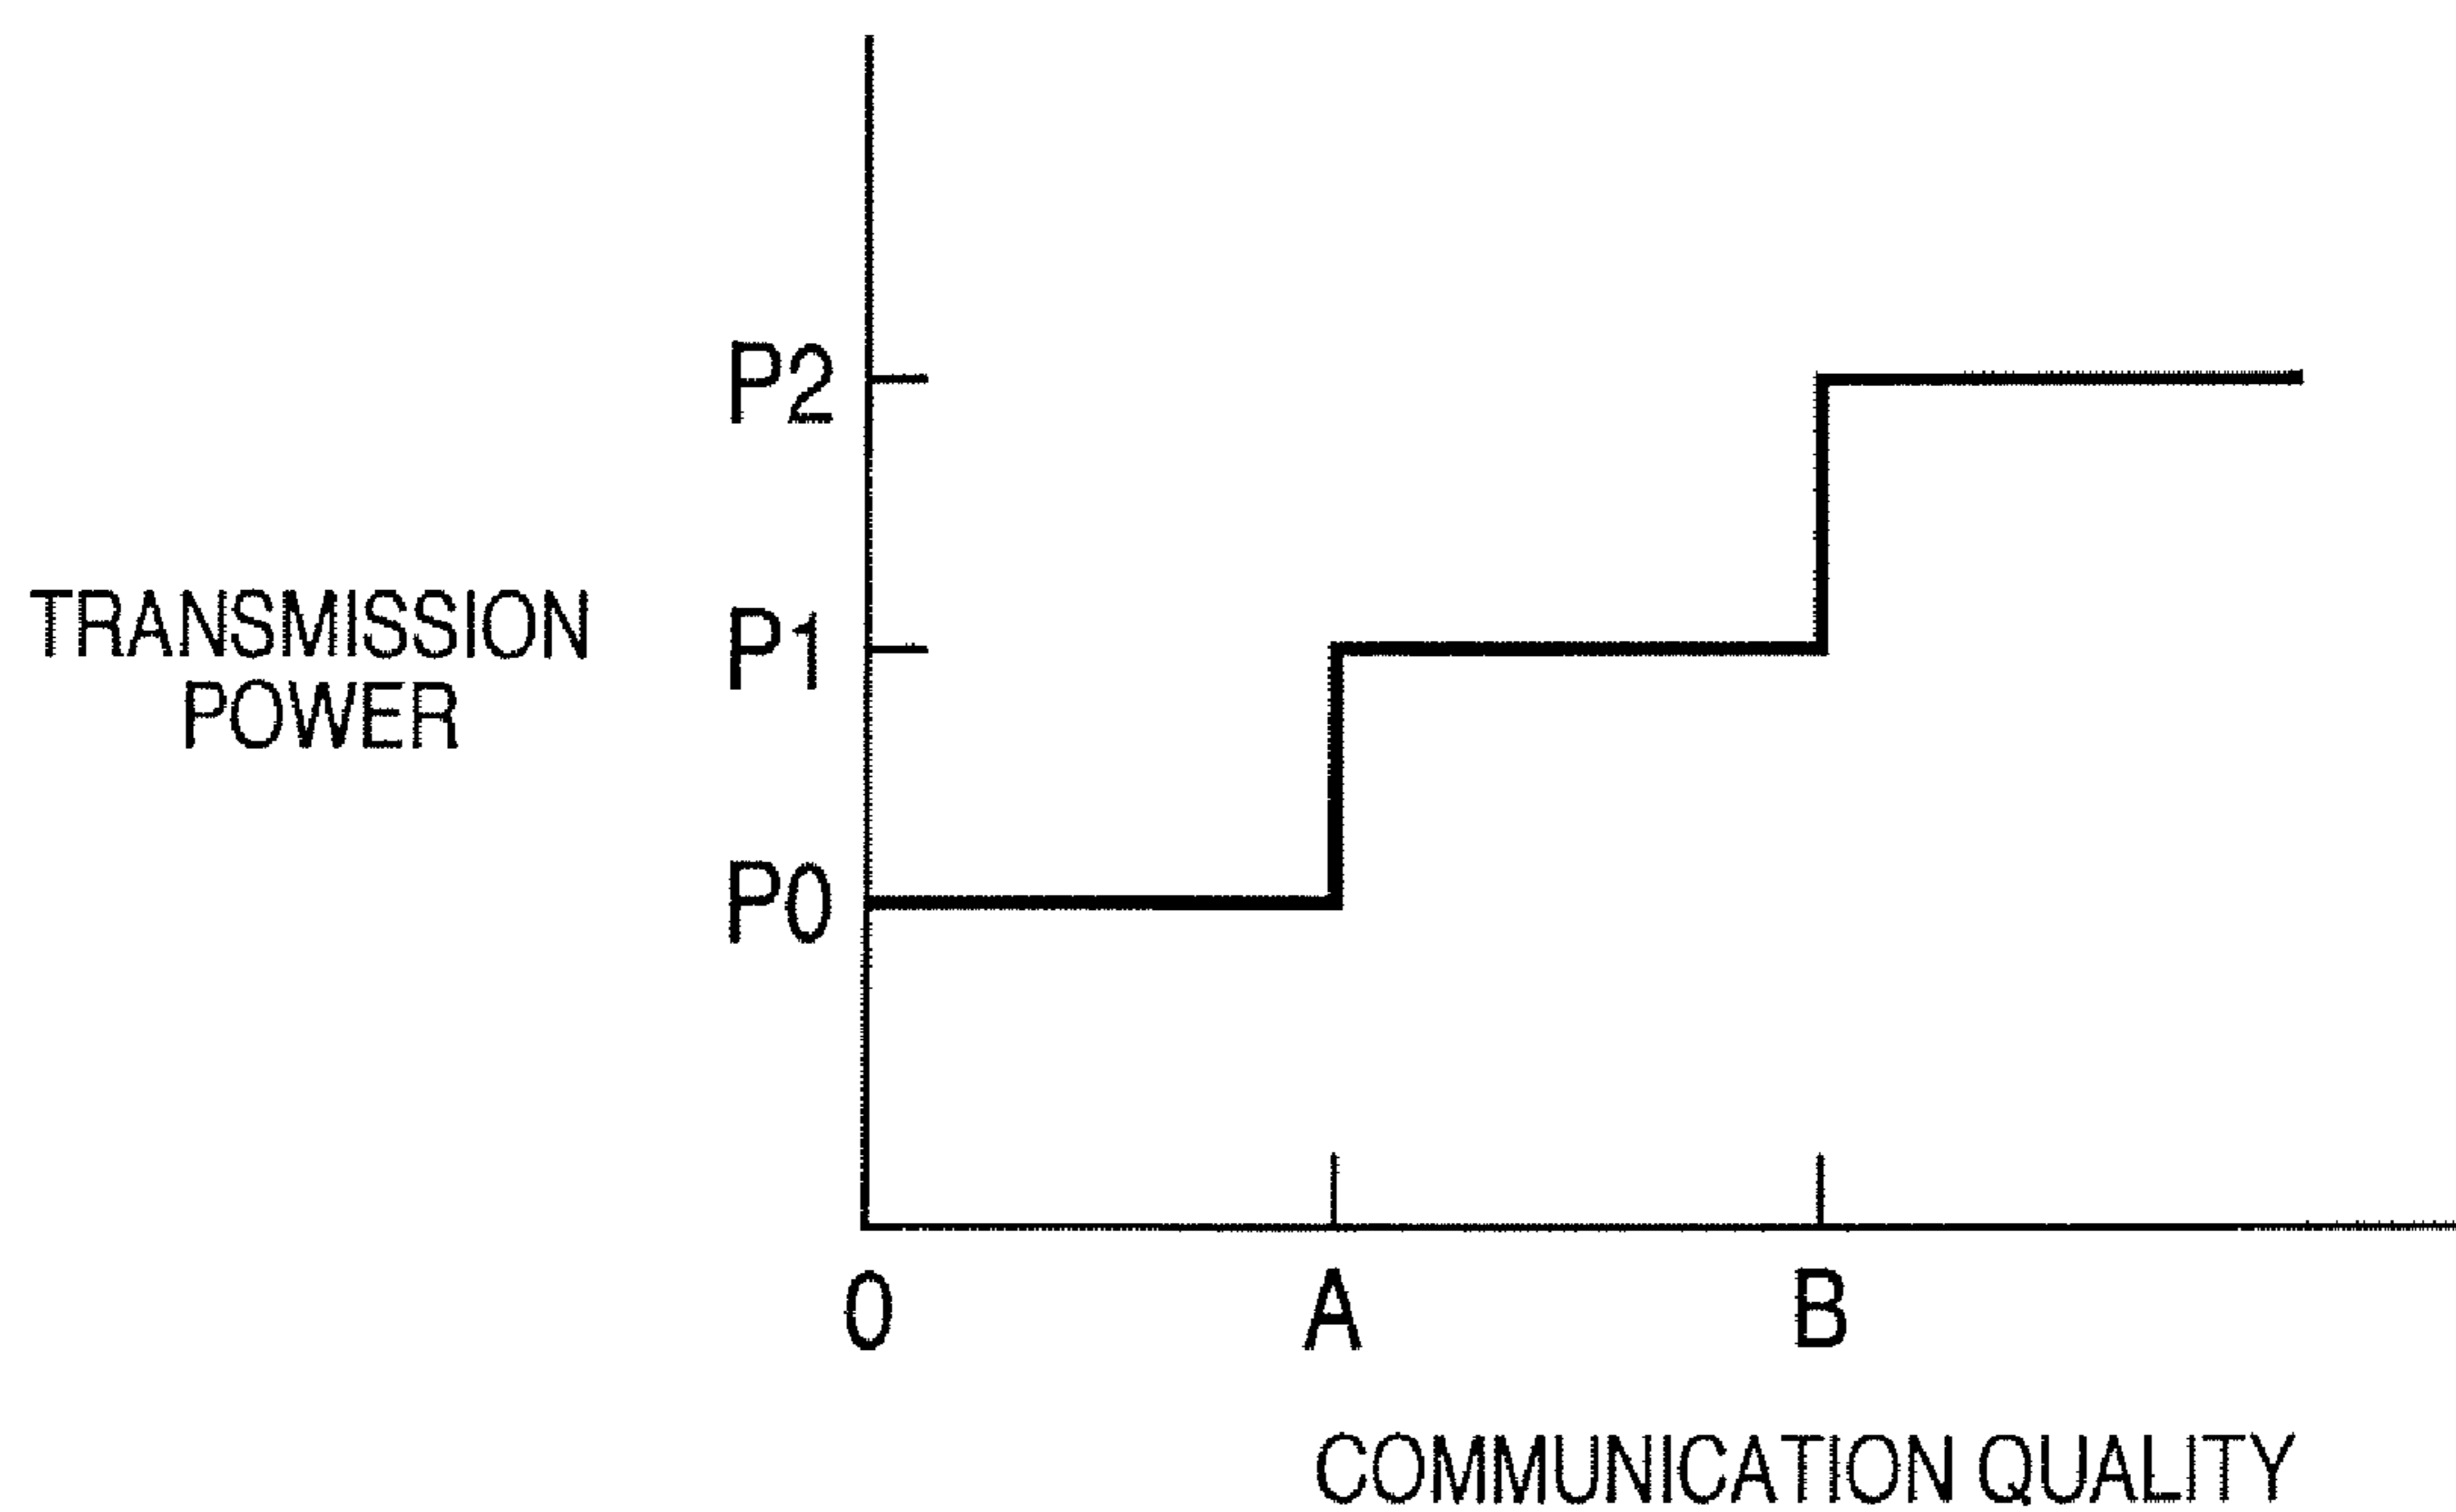 P2
P1
TRANSMISSION
POWER
P0
0
A
B
COMMUNICATION QUALITY